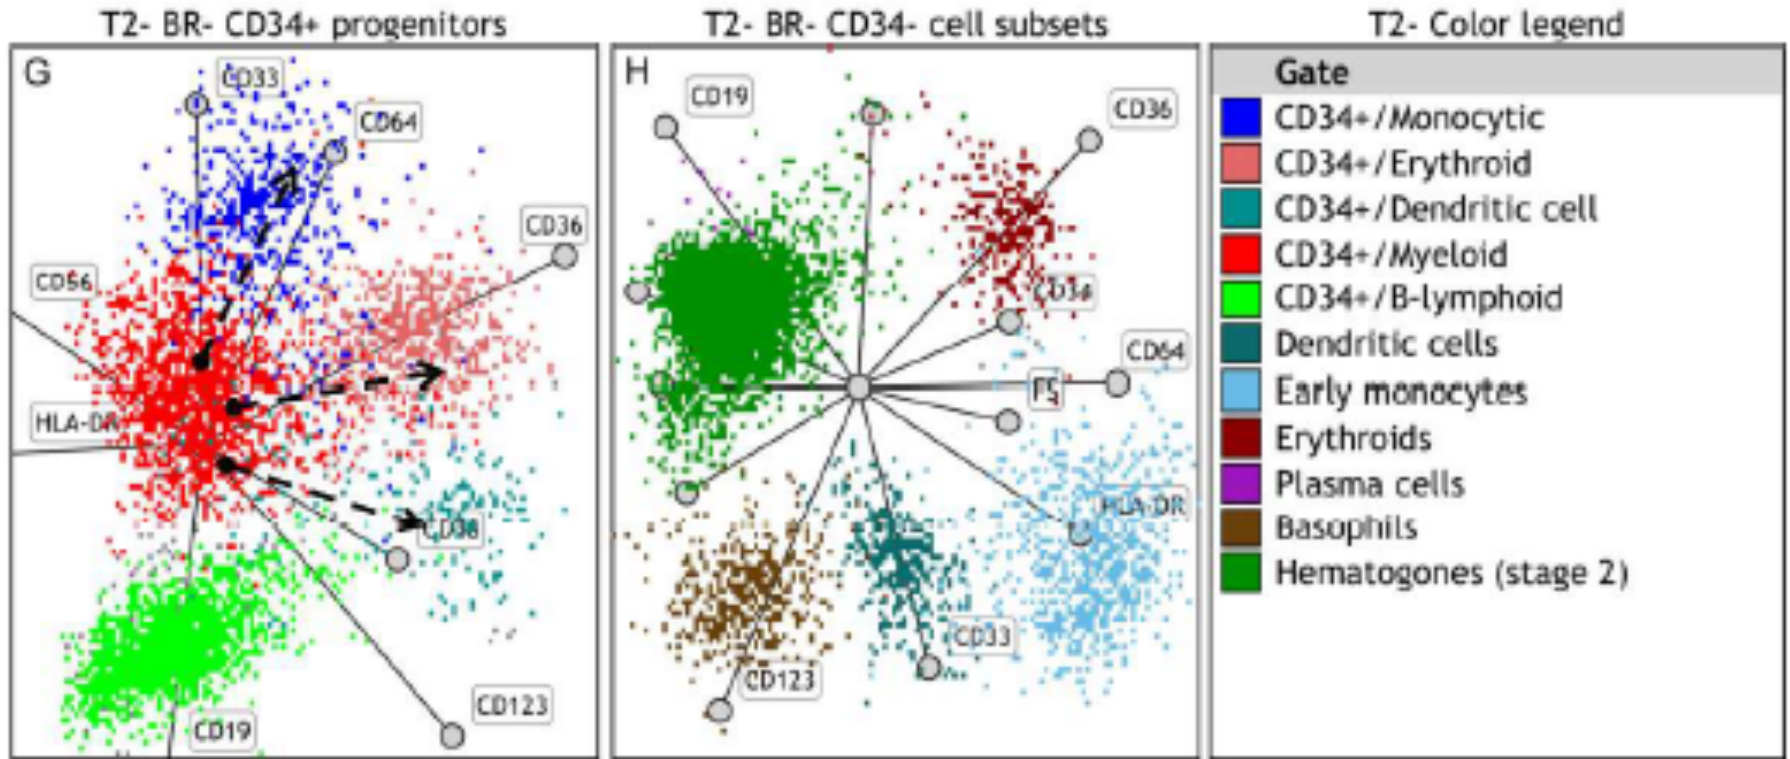 T2- BR- CD34+ progenitors
T2- BR- CD34- cell subsets
T2- Color legend
G
CD33
CD64
CD36
CD56
HLA-DR
CD38
CD123
CD19
H
CD19
CD36
CD34
CD64
FS
HLA-DR
CD33
CD123
Gate
CD34+/Monocytic
CD34+/Erythroid
CD34+/Dendritic cell
CD34+/Myeloid
CD34+/B-lymphoid
Dendritic cells
Early monocytes
Erythroids
Plasma cells
Basophils
Hematogones (stage 2)